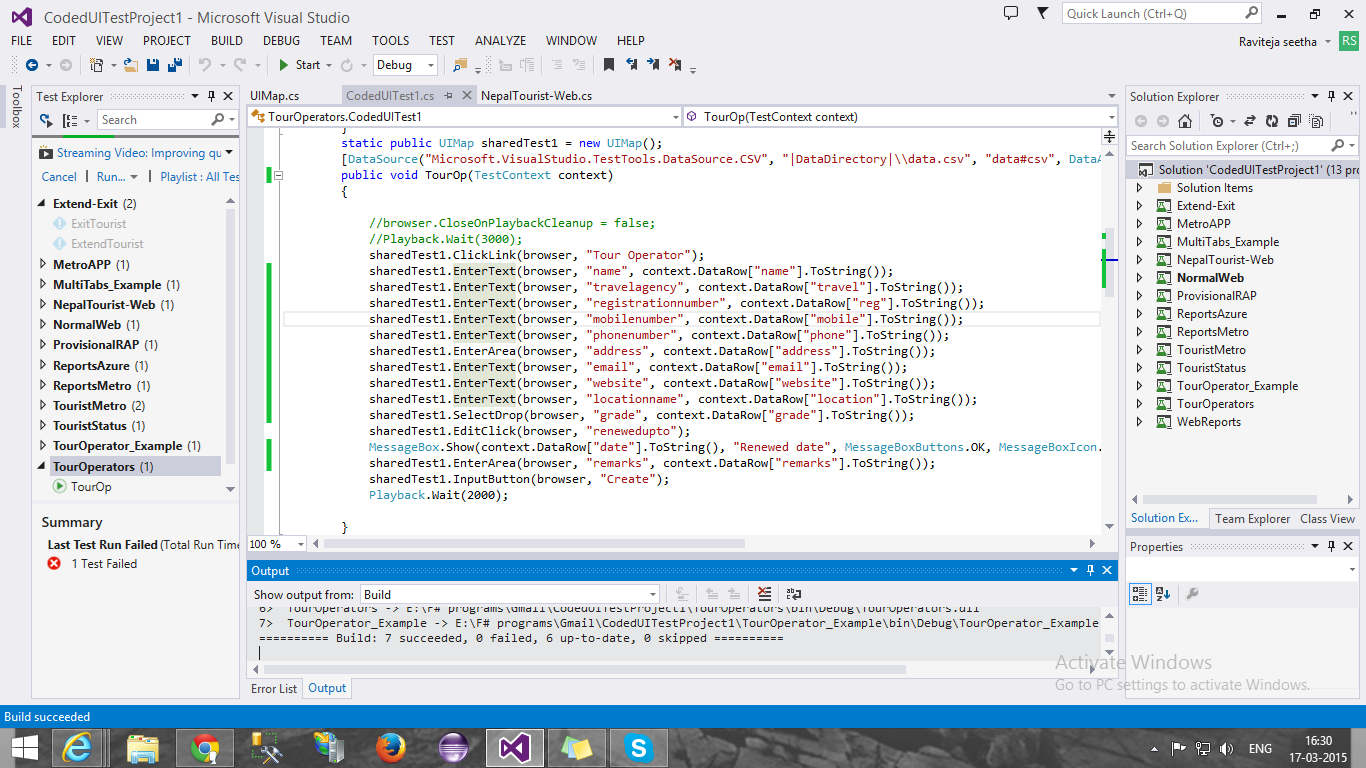 CodedUITestProject1 - Microsoft Visual Studio
Quick Launch (Ctrl+Q)
FILE EDIT VIEW PROJECT BUILD DEBUG TEAM TOOLS TEST ANALYZE WINDOW HELP
Raviteja seetha RS
Start Debug
Toolbox
Test Explorer
Search
Streaming Video: Improving qu
Cancel Run... Playlist : All Tes
Extend-Exit (2)
ExitTourist
ExtendTourist
MetroAPP (1)
MultiTabs_Example (1)
NepalTourist-Web (1)
NormalWeb (1)
ProvisionalRAP (1)
ReportsAzure (1)
ReportsMetro (1)
TouristMetro (2)
TouristStatus (1)
TourOperator_Example (1)
TourOperators (1)
TourOp
Summary
Last Test Run Failed (Total Run Time
1 Test Failed
UIMap.cs CodedUITest1.cs NepalTourist-Web.cs
TourOperators.CodedUITest1 TourOp(TestContext context)
}
static public UIMap sharedTest1 = new UIMap();
[DataSource("Microsoft.VisualStudio.TestTools.DataSource.CSV", "|DataDirectory|\\data.csv", "data#csv", DataA
public void TourOp(TestContext context)
{
//browser.CloseOnPlaybackCleanup = false;
//Playback.Wait(3000);
sharedTest1.ClickLink(browser, "Tour Operator");
sharedTest1.EnterText(browser, "name", context.DataRow["name"].ToString());
sharedTest1.EnterText(browser, "travelagency", context.DataRow["travel"].ToString());
sharedTest1.EnterText(browser, "registrationnumber", context.DataRow["reg"].ToString());
sharedTest1.EnterText(browser, "mobilenumber", context.DataRow["mobile"].ToString());
sharedTest1.EnterText(browser, "phonenumber", context.DataRow["phone"].ToString());
sharedTest1.EnterArea(browser, "address", context.DataRow["address"].ToString());
sharedTest1.EnterText(browser, "email", context.DataRow["email"].ToString());
sharedTest1.EnterText(browser, "website", context.DataRow["website"].ToString());
sharedTest1.EnterText(browser, "locationname", context.DataRow["location"].ToString());
sharedTest1.SelectDrop(browser, "grade", context.DataRow["grade"].ToString());
sharedTest1.EditClick(browser, "renewedupto");
MessageBox.Show(context.DataRow["date"].ToString(), "Renewed date", MessageBoxButtons.OK, MessageBoxIcon.
sharedTest1.EnterArea(browser, "remarks", context.DataRow["remarks"].ToString());
sharedTest1.InputButton(browser, "Create");
Playback.Wait(2000);
}
100 %
Output
Show output from: Build
6> TourOperators -> E:\F# programs\Gmail\CodedUITestProject1\TourOperators\bin\Debug\TourOperators.dll
7> TourOperator_Example -> E:\F# programs\Gmail\CodedUITestProject1\TourOperator_Example\bin\Debug\TourOperator_Example
========== Build: 7 succeeded, 0 failed, 6 up-to-date, 0 skipped ==========
Error List Output
Solution Explorer
Search Solution Explorer (Ctrl+;)
Solution 'CodedUITestProject1' (13 pro
Solution Items
Extend-Exit
MetroAPP
MultiTabs_Example
NepalTourist-Web
NormalWeb
ProvisionalRAP
ReportsAzure
ReportsMetro
TouristMetro
TouristStatus
TourOperator_Example
TourOperators
WebReports
Solution Ex... Team Explorer Class View
Properties
Activate Windows
Go to PC settings to activate Windows.
Build succeeded
ENG
16:30
17-03-2015